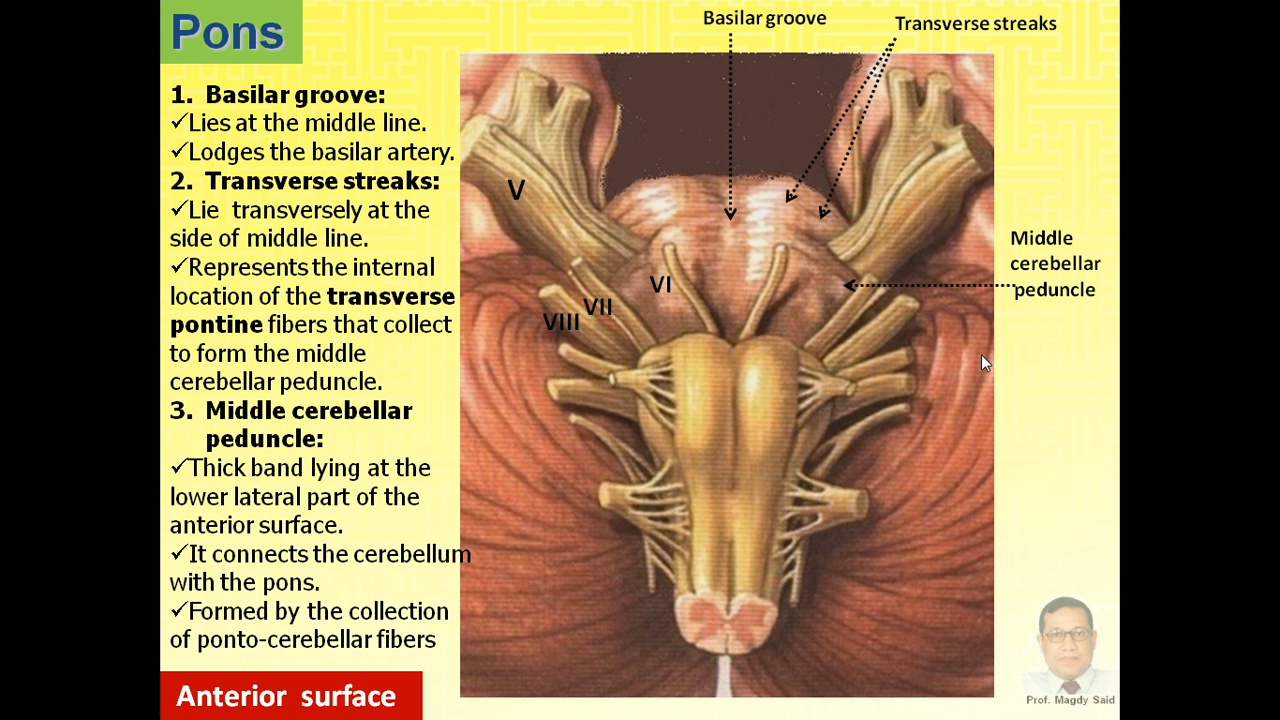 Pons
1. Basilar groove:
✓Lies at the middle line.
✓Lodges the basilar artery.
2. Transverse streaks:
✓Lie transversely at the
side of middle line.
✓Represents the internal
location of the transverse
pontine fibers that collect
to form the middle
cerebellar peduncle.
3. Middle cerebellar
peduncle:
✓Thick band lying at the
lower lateral part of the
anterior surface.
✓It connects the cerebellum
with the pons.
✓Formed by the collection
of ponto-cerebellar fibers
Anterior surface
Basilar groove
Transverse streaks
V
VI
VII
VIII
Middle
cerebellar
peduncle
Prof. Magdy Said